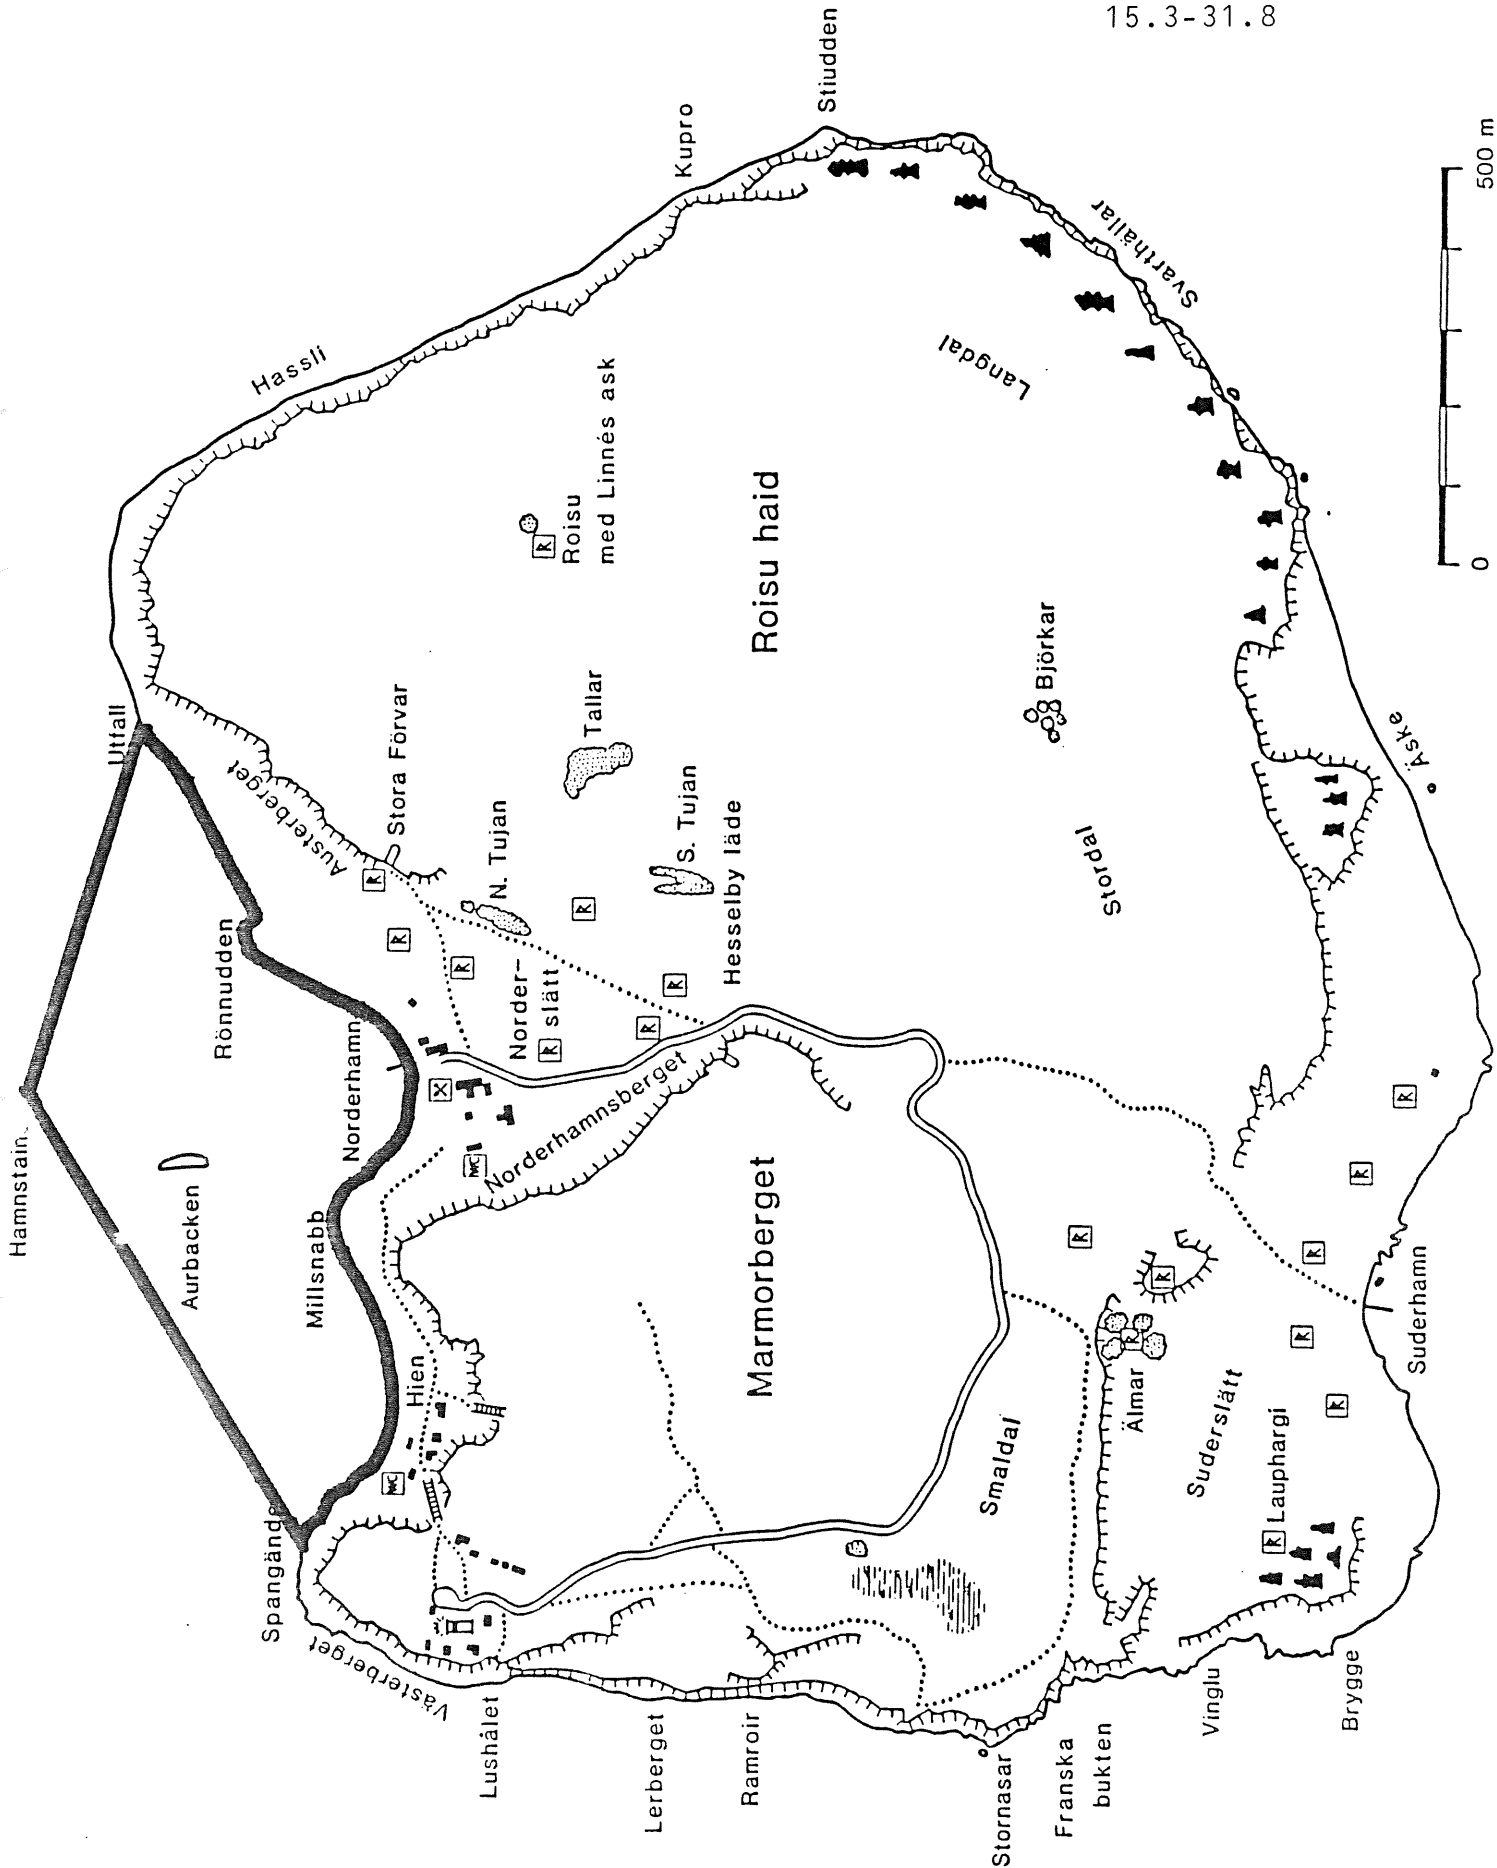 15.3-31.8
Hamnstain
Aurbacken
Utfall
Rönnudden
Norderhamn
Millsnabb
Hien
WC
Spangände
Västerberget
Lushålet
Lerberget
Ramroir
Stornasar
Franska
bukten
Vinglu
Brygge
WC
Norderhamnsberget
Marmorberget
Smaldal
Älmar
R
R
R
Suderslätt
R Lauphargi
R
R
R
R
R
Suderhamn
Austerberget
Stora Förvar
R
R
R
N. Tujan
Norder-
R slätt
R
R
R
Tallar
S. Tujan
Hesselby läde
Hassli
Kupro
Stiudden
R
Roisu
med Linnés ask
Roisu haid
Björkar
Stordal
Langdal
Svarthällar
Äske
0
500 m